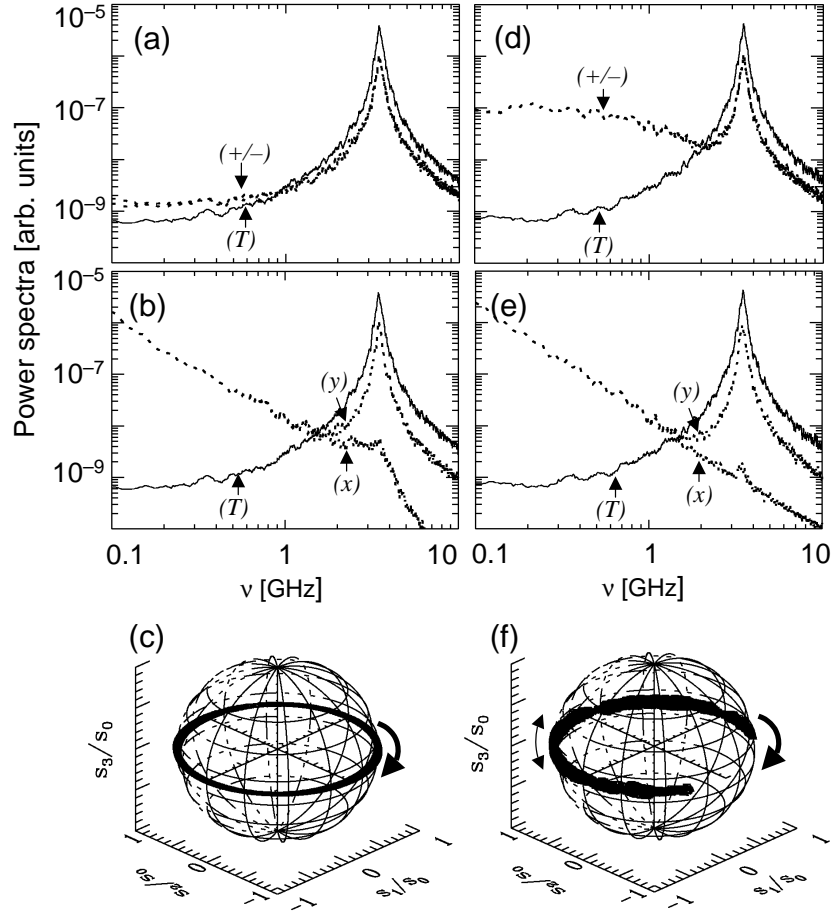 (a)
(d)
10⁻⁵
10⁻⁷
10⁻⁹
(+/−)
(T)
(+/−)
(T)
Power spectra [arb. units]
(b)
(e)
10⁻⁵
10⁻⁷
10⁻⁹
(y)
(x)
(T)
(y)
(x)
(T)
0.1
1
10
0.1
1
10
ν [GHz]
ν [GHz]
(c)
(f)
s₃/s₀
1
0
−1
s₂/s₀
−1
0
1
s₁/s₀
s₃/s₀
1
0
−1
s₂/s₀
−1
0
1
s₁/s₀